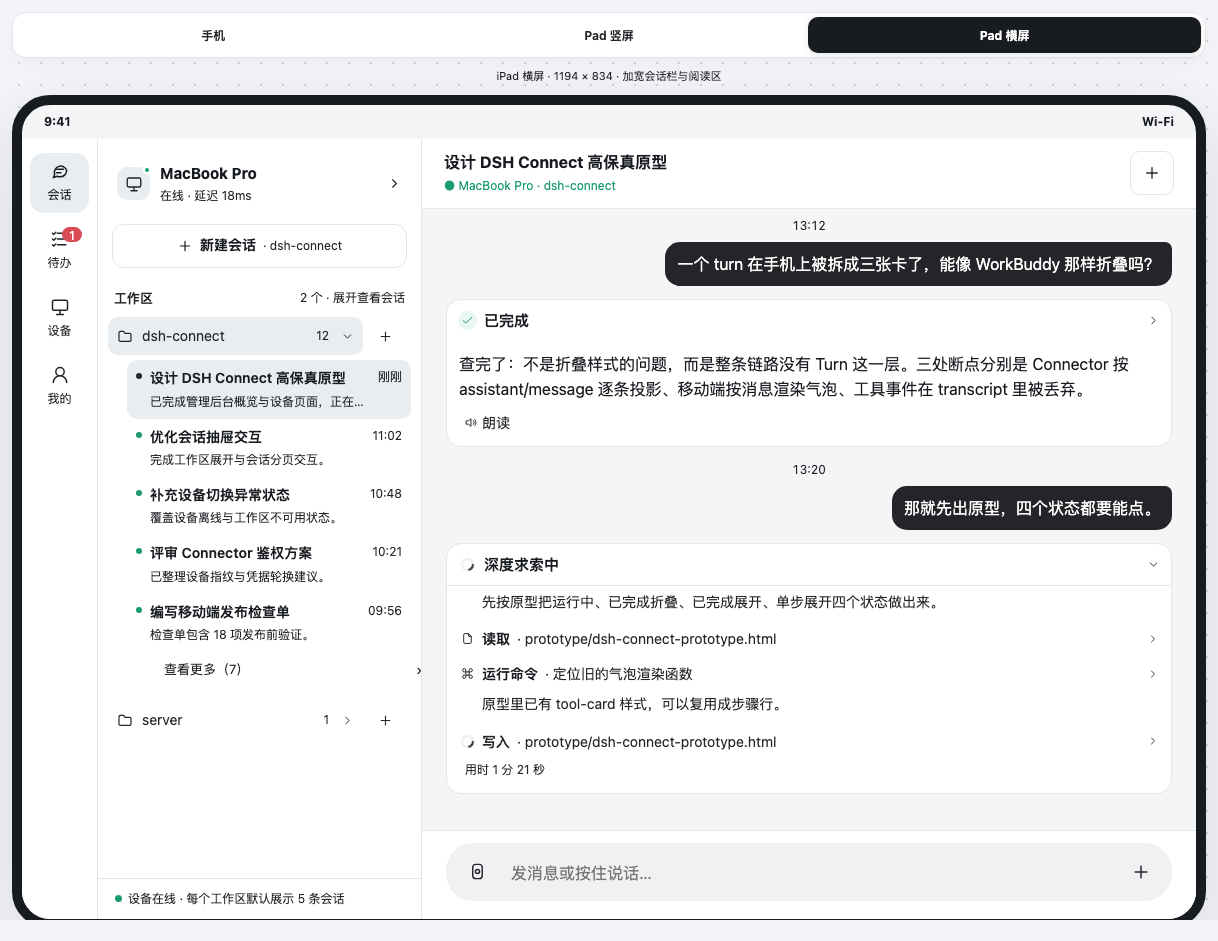 手机
Pad 竖屏
Pad 横屏
iPad 横屏 · 1194 × 834 · 加宽会话栏与阅读区
9:41
Wi-Fi
会话
1
待办
设备
我的
MacBook Pro
在线 · 延迟 18ms
新建会话 · dsh-connect
工作区
2 个 · 展开查看会话
dsh-connect
12
设计 DSH Connect 高保真原型
刚刚
已完成管理后台概览与设备页面，正在...
优化会话抽屉交互
11:02
完成工作区展开与会话分页交互。
补充设备切换异常状态
10:48
覆盖设备离线与工作区不可用状态。
评审 Connector 鉴权方案
10:21
已整理设备指纹与凭据轮换建议。
编写移动端发布检查单
09:56
检查单包含 18 项发布前验证。
查看更多（7）
server
1
设备在线 · 每个工作区默认展示 5 条会话
设计 DSH Connect 高保真原型
MacBook Pro · dsh-connect
13:12
一个 turn 在手机上被拆成三张卡了，能像 WorkBuddy 那样折叠吗？
已完成
查完了：不是折叠样式的问题，而是整条链路没有 Turn 这一层。三处断点分别是 Connector 按
assistant/message 逐条投影、移动端按消息渲染气泡、工具事件在 transcript 里被丢弃。
朗读
13:20
那就先出原型，四个状态都要能点。
深度求索中
先按原型把运行中、已完成折叠、已完成展开、单步展开四个状态做出来。
读取 · prototype/dsh-connect-prototype.html
运行命令 · 定位旧的气泡渲染函数
原型里已有 tool-card 样式，可以复用成步骤行。
写入 · prototype/dsh-connect-prototype.html
用时 1 分 21 秒
发消息或按住说话...